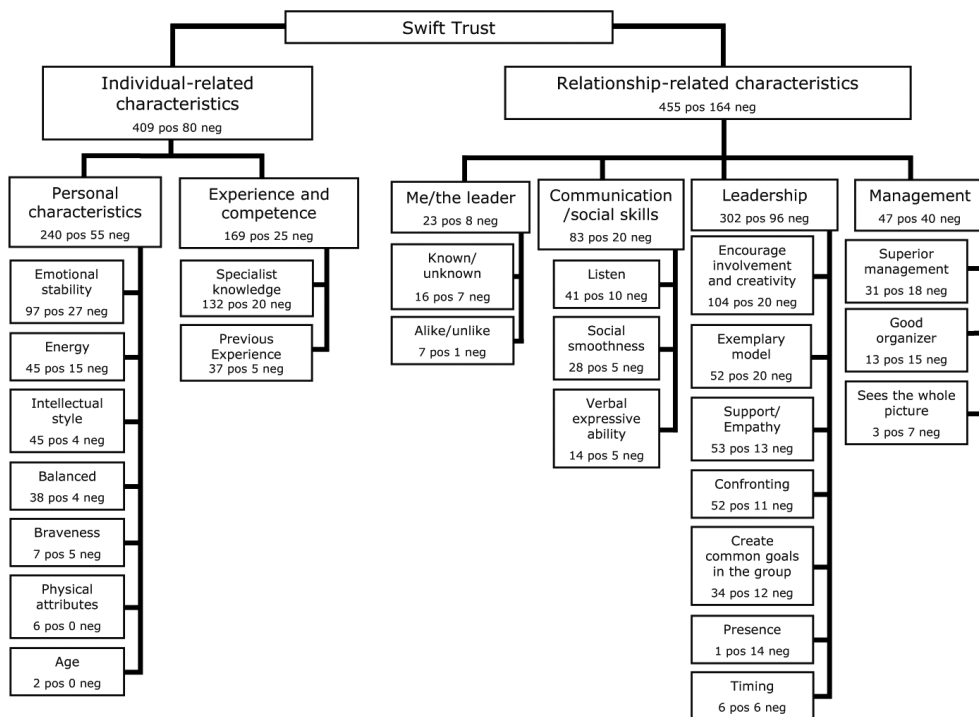 Swift Trust
Individual-related
characteristics
409 pos 80 neg
Relationship-related characteristics
455 pos 164 neg
Personal
characteristics
240 pos 55 neg
Emotional
stability
97 pos 27 neg
Energy
45 pos 15 neg
Intellectual
style
45 pos 4 neg
Balanced
38 pos 4 neg
Braveness
7 pos 5 neg
Physical
attributes
6 pos 0 neg
Age
2 pos 0 neg
Experience and
competence
169 pos 25 neg
Specialist
knowledge
132 pos 20 neg
Previous
Experience
37 pos 5 neg
Me/the leader
23 pos 8 neg
Known/
unknown
16 pos 7 neg
Alike/unlike
7 pos 1 neg
Communication
/social skills
83 pos 20 neg
Listen
41 pos 10 neg
Social
smoothness
28 pos 5 neg
Verbal
expressive
ability
14 pos 5 neg
Leadership
302 pos 96 neg
Encourage
involvement
and creativity
104 pos 20 neg
Exemplary
model
52 pos 20 neg
Support/
Empathy
53 pos 13 neg
Confronting
52 pos 11 neg
Create
common goals
in the group
34 pos 12 neg
Presence
1 pos 14 neg
Timing
6 pos 6 neg
Management
47 pos 40 neg
Superior
management
31 pos 18 neg
Good
organizer
13 pos 15 neg
Sees the whole
picture
3 pos 7 neg